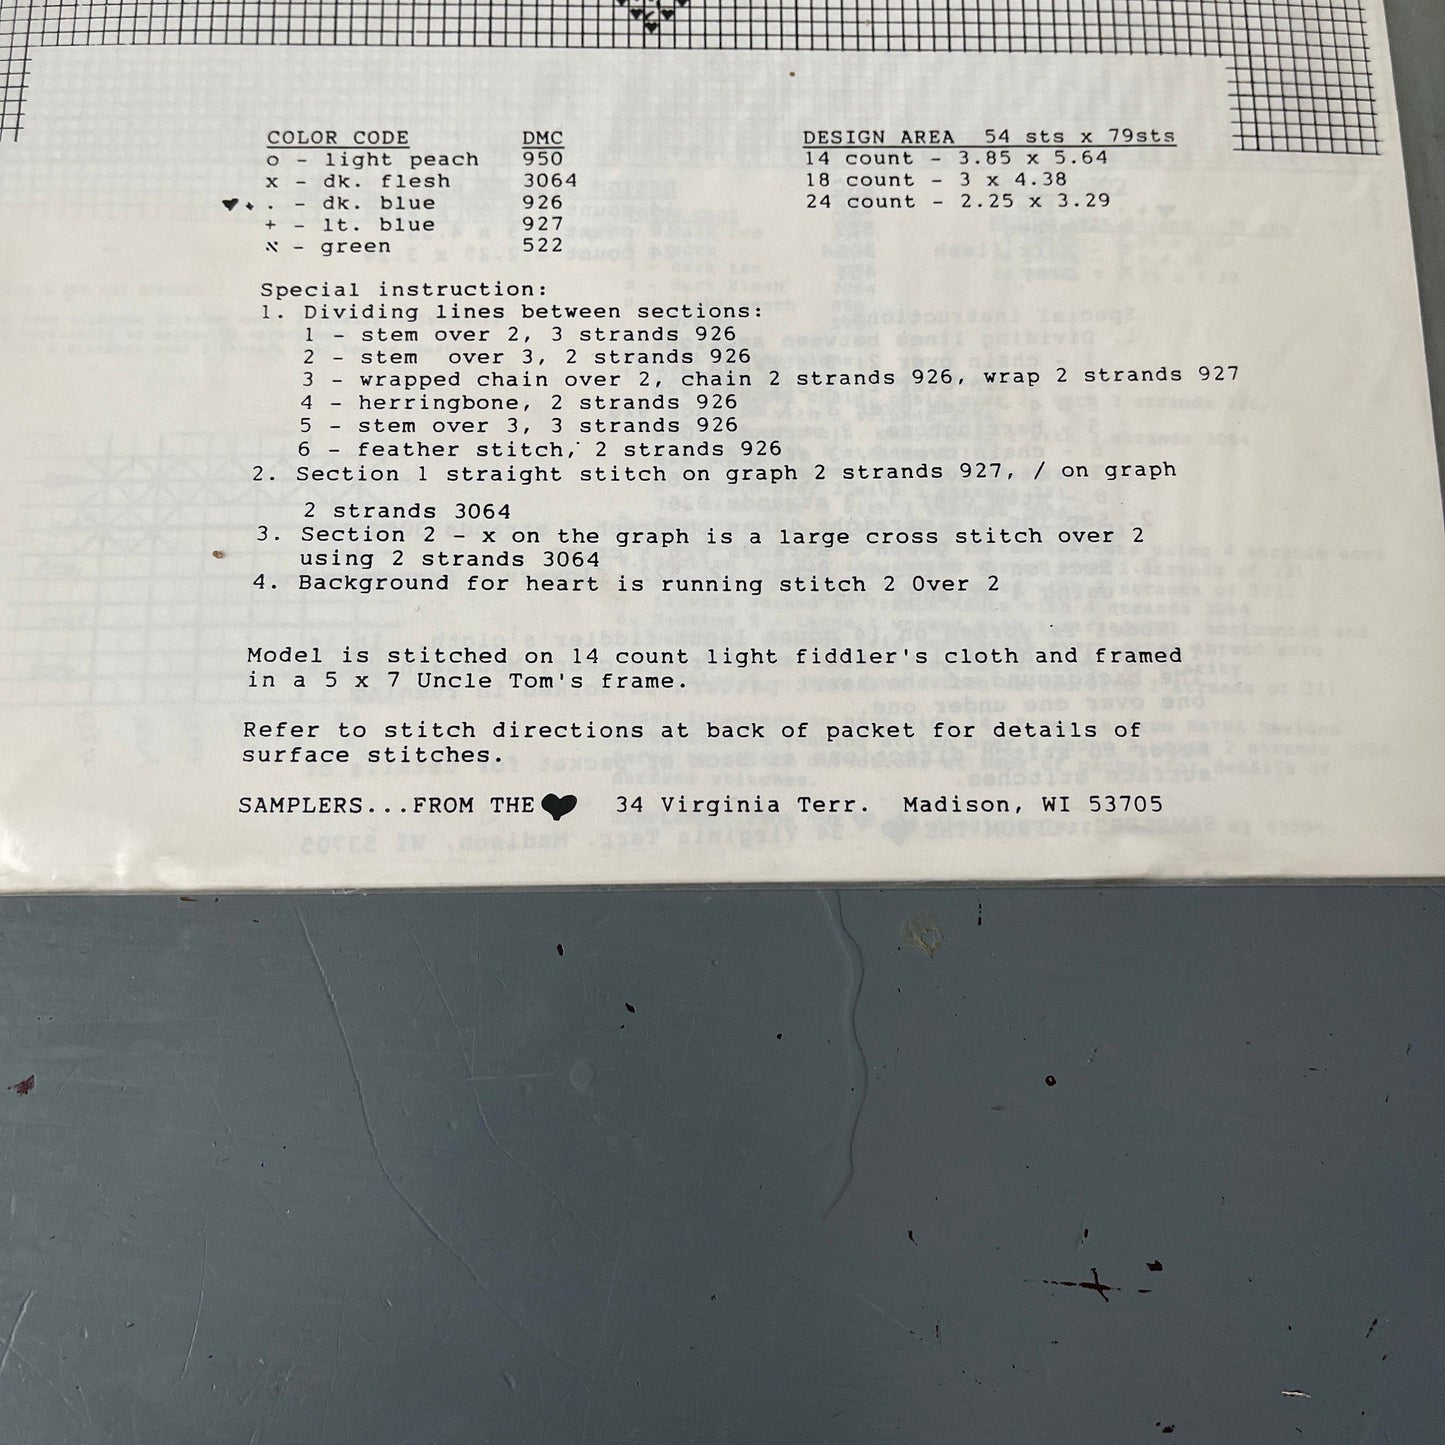 COLOR CODE DMC DESIGN AREA 54 sts x 79sts
o - light peach 950 14 count - 3.85 x 5.64
x - dk. flesh 3064 18 count - 3 x 4.38
♥ + . - dk. blue 926 24 count - 2.25 x 3.29
+ - lt. blue 927
א - green 522
Special instruction:
1. Dividing lines between sections:
1 - stem over 2, 3 strands 926
2 - stem over 3, 2 strands 926
3 - wrapped chain over 2, chain 2 strands 926, wrap 2 strands 927
4 - herringbone, 2 strands 926
5 - stem over 3, 3 strands 926
6 - feather stitch, 2 strands 926
2. Section 1 straight stitch on graph 2 strands 927, / on graph
2 strands 3064
3. Section 2 - x on the graph is a large cross stitch over 2
using 2 strands 3064
4. Background for heart is running stitch 2 Over 2
Model is stitched on 14 count light fiddler's cloth and framed
in a 5 x 7 Uncle Tom's frame.
Refer to stitch directions at back of packet for details of
surface stitches.
SAMPLERS...FROM THE ♥ 34 Virginia Terr. Madison, WI 53705